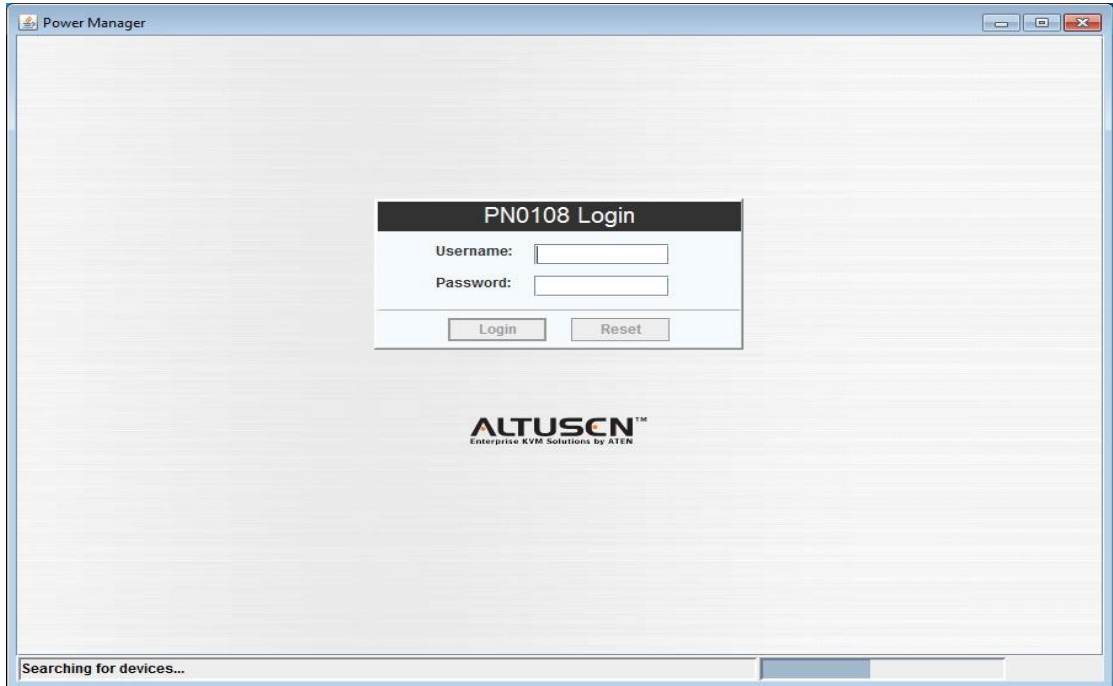 Power Manager
PN0108 Login
Username:
Password:
Login Reset
ALTUSEN™
Enterprise KVM Solutions by ATEN
Searching for devices...